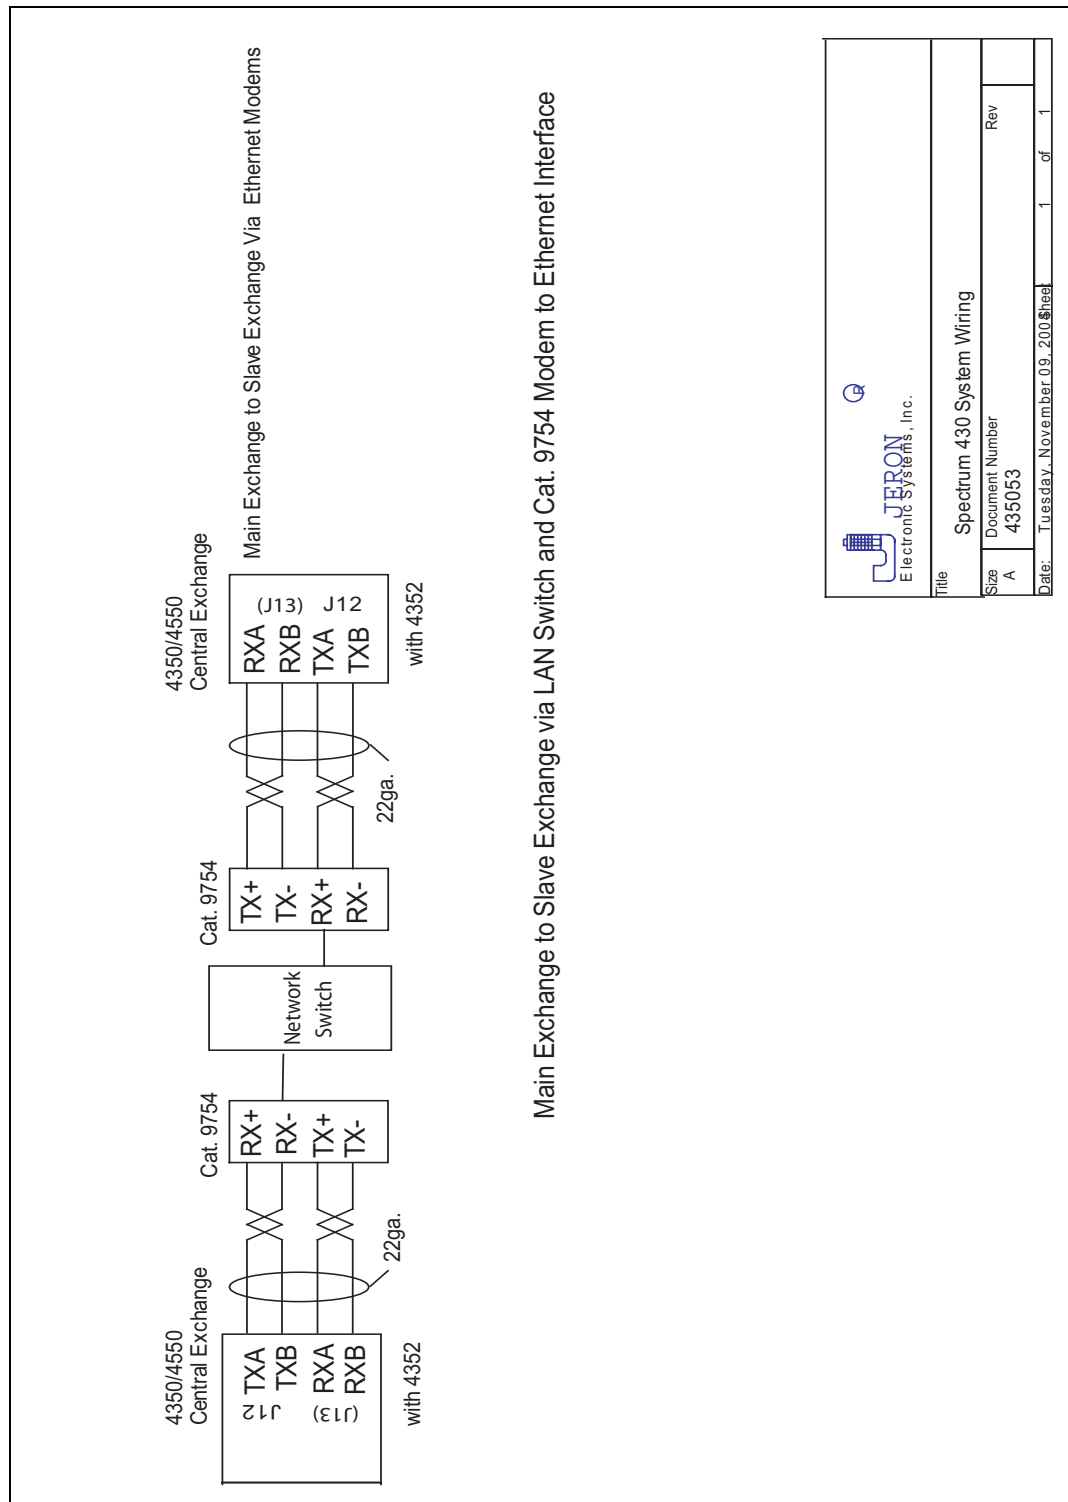 Main Exchange to Slave Exchange Via Ethernet Modems
4350/4550
Central Exchange
J12
TXA
TXB
(J13)
RXA
RXB
with 4352
22ga.
Cat. 9754
RX+
RX-
TX+
TX-
Network
Switch
Cat. 9754
TX+
TX-
RX+
RX-
22ga.
4350/4550
Central Exchange
RXA
RXB
(J13)
TXA
TXB
J12
with 4352
Main Exchange to Slave Exchange via LAN Switch and Cat. 9754 Modem to Ethernet Interface
R
J JERON
Electronic Systems, Inc.
Title
Spectrum 430 System Wiring
Size
A
Document Number
435053
Rev
Date:
Tuesday, November 09, 2004
Sheet
1 of 1